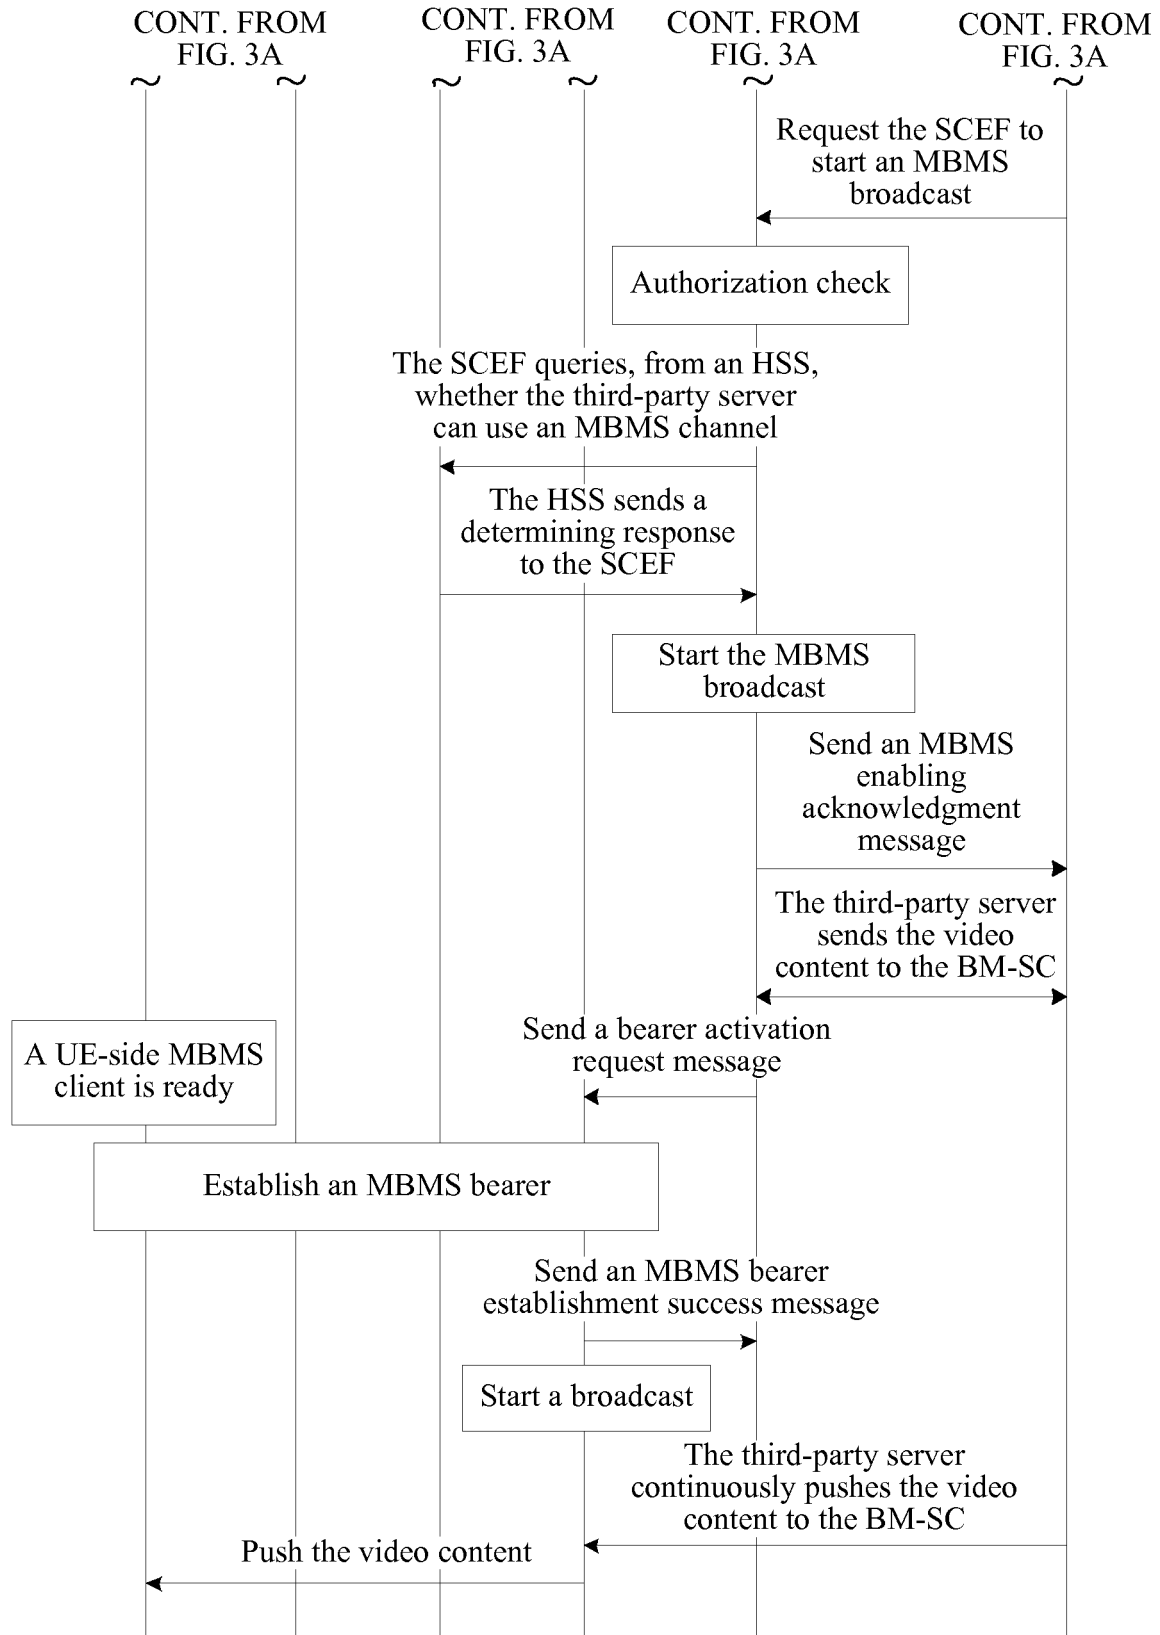 CONT. FROM
FIG. 3A
CONT. FROM
FIG. 3A
CONT. FROM
FIG. 3A
CONT. FROM
FIG. 3A
Request the SCEF to
start an MBMS
broadcast
Authorization check
The SCEF queries, from an HSS,
whether the third-party server
can use an MBMS channel
The HSS sends a
determining response
to the SCEF
Start the MBMS
broadcast
Send an MBMS
enabling
acknowledgment
message
The third-party server
sends the video
content to the BM-SC
Send a bearer activation
request message
A UE-side MBMS
client is ready
Establish an MBMS bearer
Send an MBMS bearer
establishment success message
Start a broadcast
The third-party server
continuously pushes the video
content to the BM-SC
Push the video content